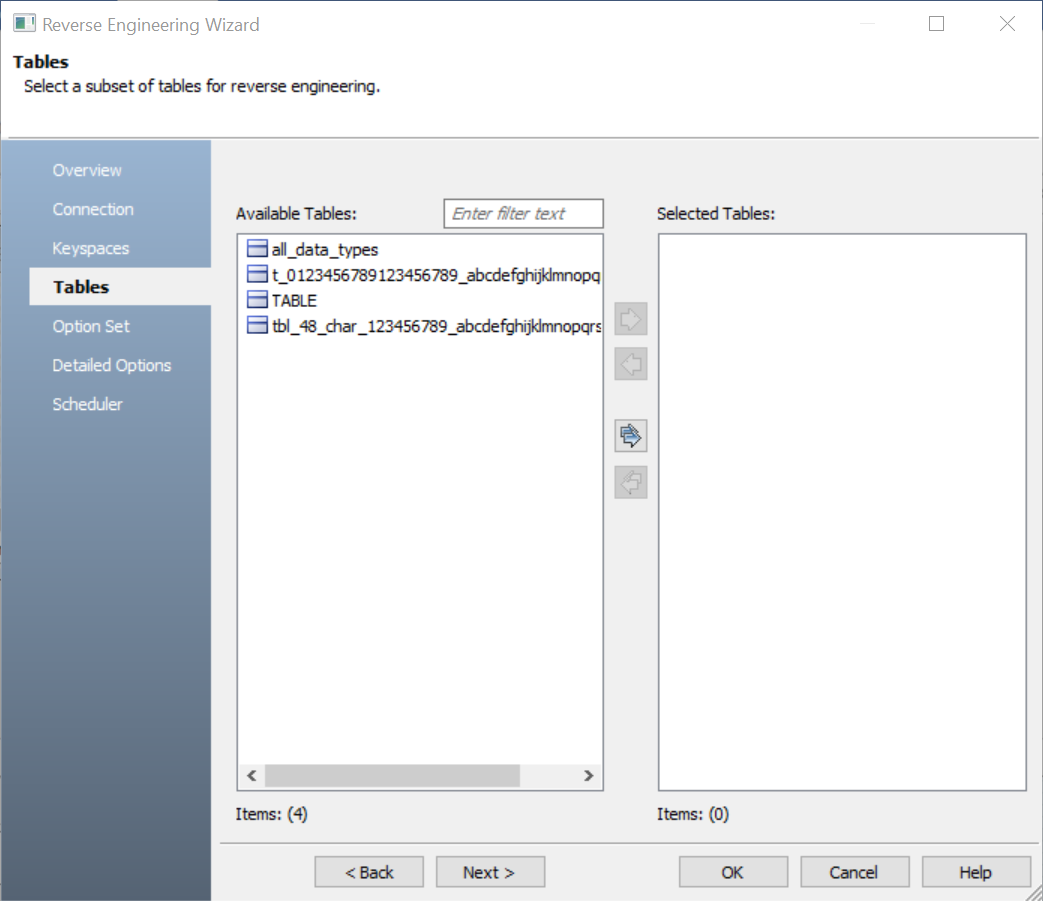 Reverse Engineering Wizard
Tables
Select a subset of tables for reverse engineering.
Overview
Connection
Keyspaces
Tables
Option Set
Detailed Options
Scheduler
Available Tables:
Enter filter text
all_data_types
t_0123456789123456789_abcdefghijklmnopq
TABLE
tbl_48_char_123456789_abcdefghijklmnopqrs
Items: (4)
Selected Tables:
Items: (0)
< Back
Next >
OK
Cancel
Help